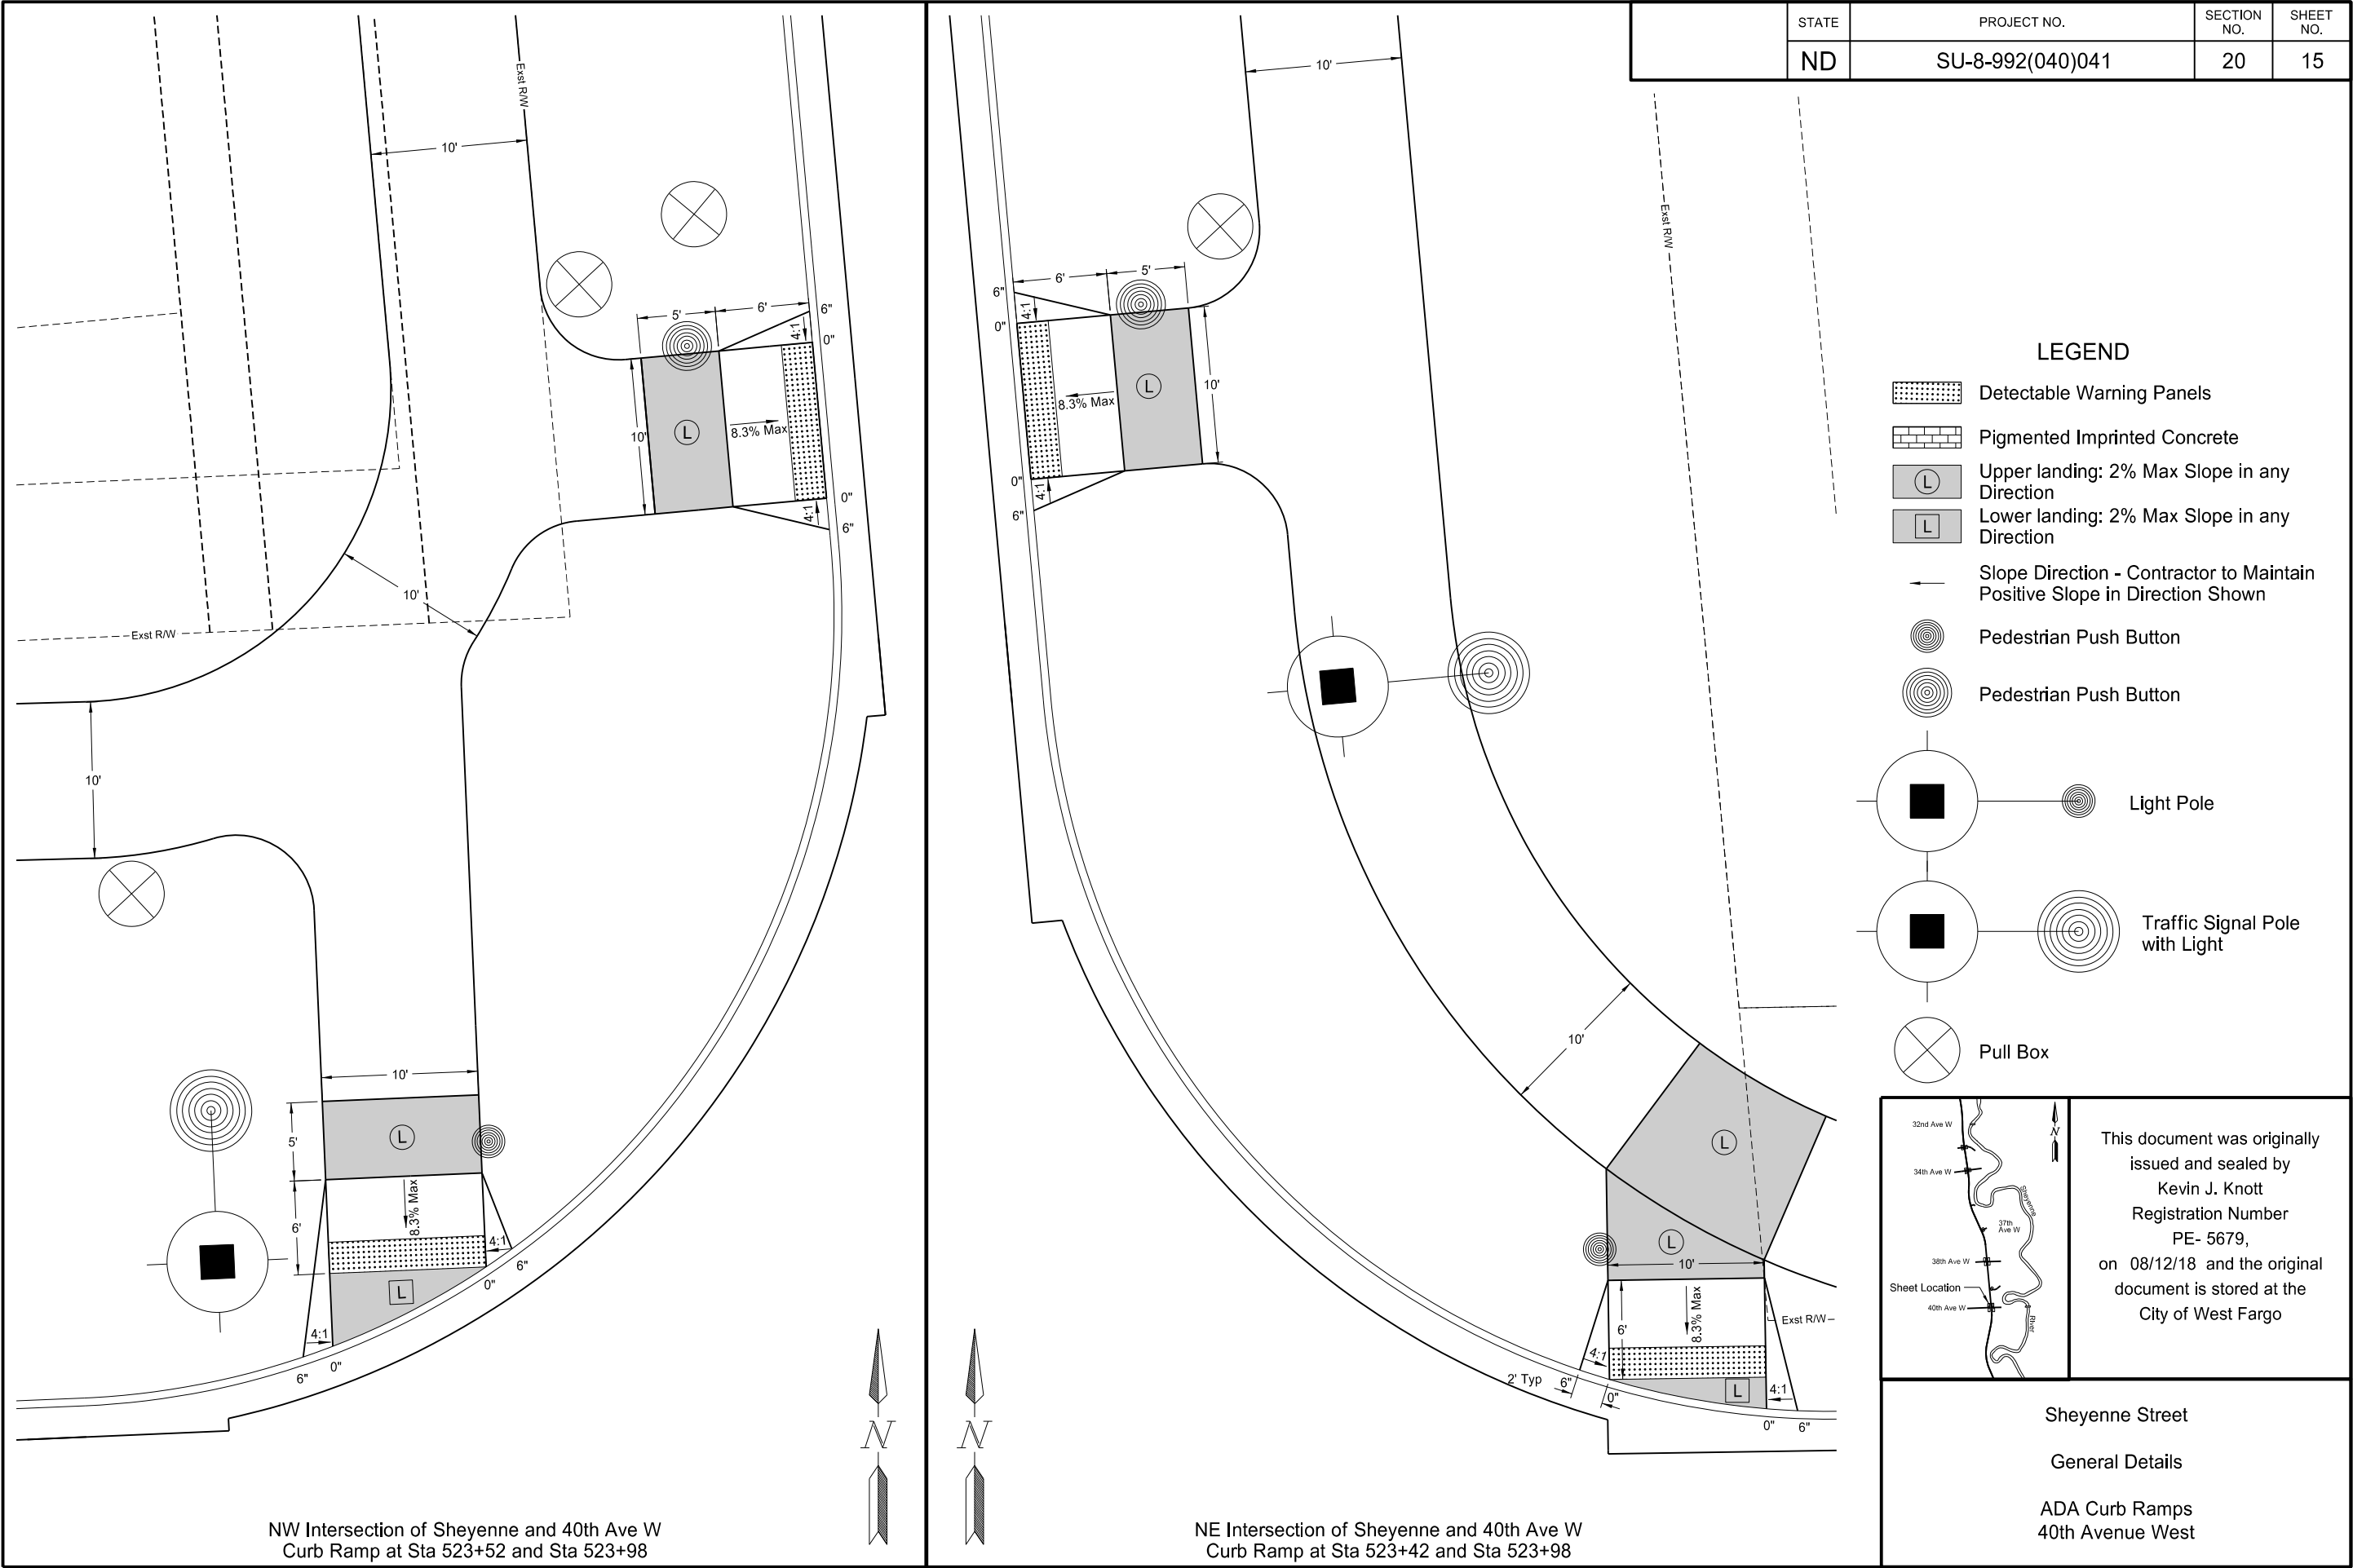 STATE
PROJECT NO.
SECTION NO.
SHEET NO.
ND
SU-8-992(040)041
20
15
Exst R/W
10'
5'
6'
6"
0"
4:1
10'
L
8.3% Max
0"
4:1
6"
10'
Exst R/W
10'
10'
5'
L
6'
8.3% Max
4:1
6"
0"
L
4:1
0"
6"
N
NW Intersection of Sheyenne and 40th Ave W
Curb Ramp at Sta 523+52 and Sta 523+98
10'
Exst R/W
6'
5'
6"
4:1
0"
L
10'
8.3% Max
0"
4:1
6"
10'
L
L
10'
6'
8.3% Max
Exst R/W
4:1
2' Typ
6"
0"
L
4:1
0"
6"
N
NE Intersection of Sheyenne and 40th Ave W
Curb Ramp at Sta 523+42 and Sta 523+98
LEGEND
Detectable Warning Panels
Pigmented Imprinted Concrete
L
Upper landing: 2% Max Slope in any
Direction
L
Lower landing: 2% Max Slope in any
Direction
Slope Direction - Contractor to Maintain
Positive Slope in Direction Shown
Pedestrian Push Button
Pedestrian Push Button
Light Pole
Traffic Signal Pole
with Light
Pull Box
32nd Ave W
N
34th Ave W
Sheyenne
37th
Ave W
38th Ave W
Sheet Location
40th Ave W
River
This document was originally
issued and sealed by
Kevin J. Knott
Registration Number
PE- 5679,
on 08/12/18 and the original
document is stored at the
City of West Fargo
Sheyenne Street
General Details
ADA Curb Ramps
40th Avenue West